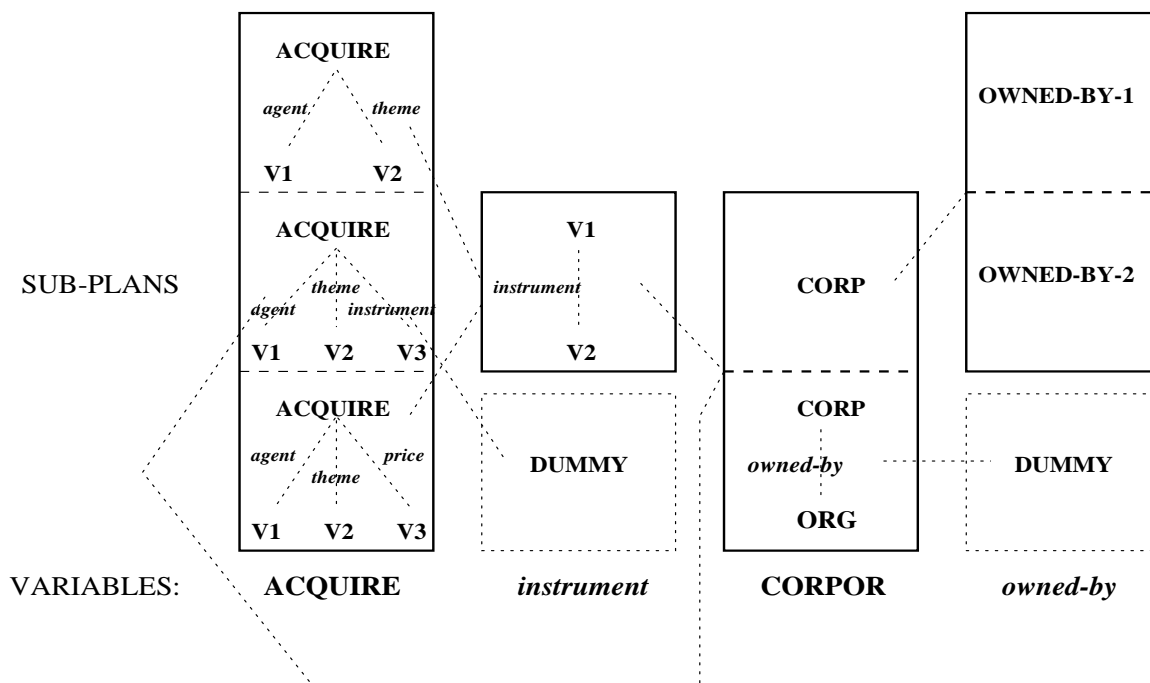 ACQUIRE
agent theme
V1 V2
OWNED-BY-1
SUB-PLANS
ACQUIRE
agent theme instrument
V1 V2 V3
V1
instrument
V2
CORP
OWNED-BY-2
ACQUIRE
agent theme price
V1 V2 V3
DUMMY
CORP
owned-by
ORG
DUMMY
VARIABLES: ACQUIRE instrument CORPOR owned-by